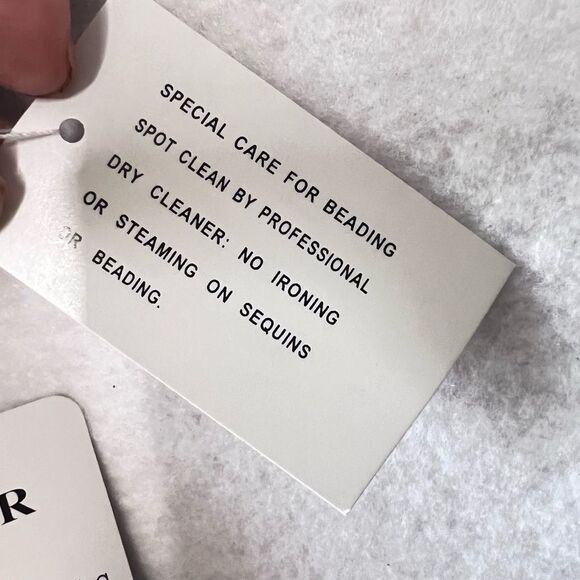 SPECIAL CARE FOR BEADING
SPOT CLEAN BY PROFESSIONAL
DRY CLEANER: NO IRONING
OR STEAMING ON SEQUINS
OR BEADING.
R